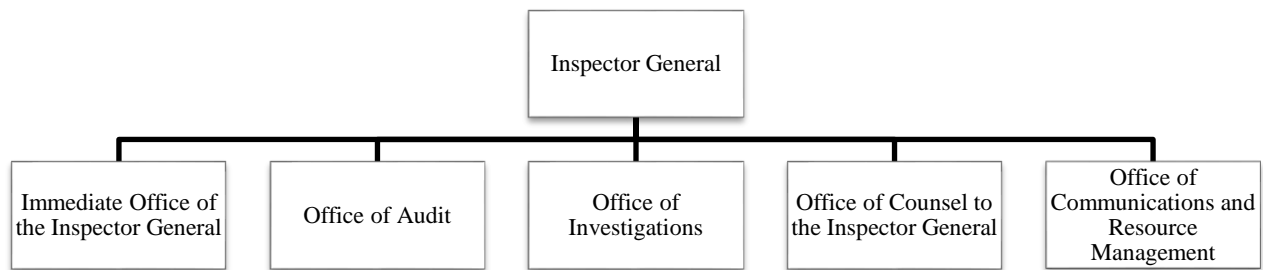 Inspector General
Immediate Office of
the Inspector General
Office of Audit
Office of
Investigations
Office of Counsel to
the Inspector General
Office of
Communications and
Resource
Management